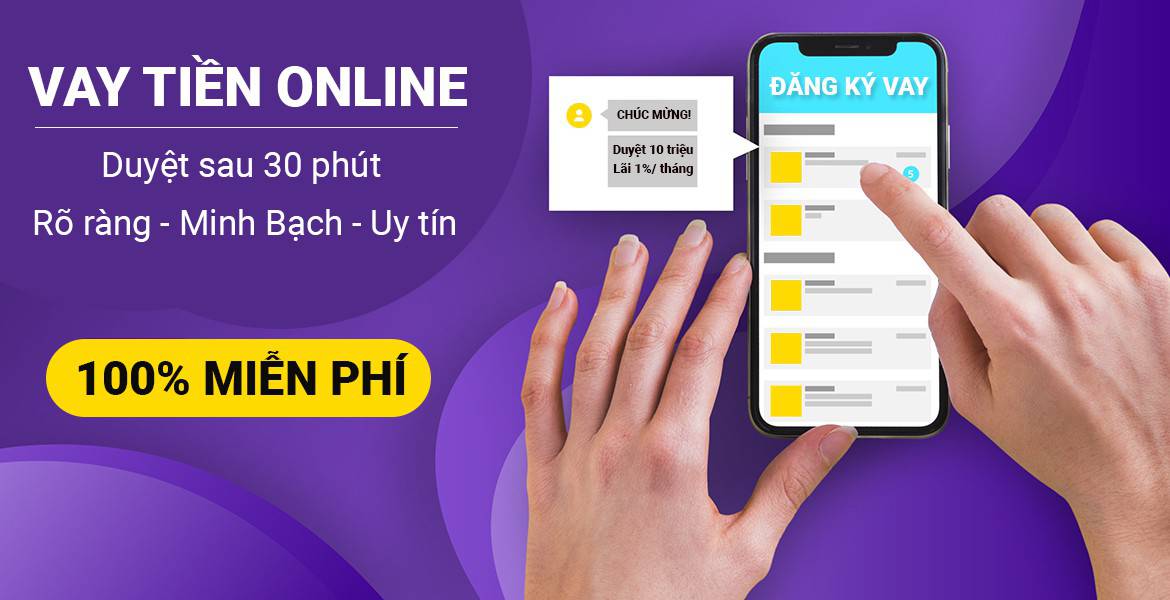 VAY TIỀN ONLINE
Duyệt sau 30 phút
Rõ ràng - Minh Bạch - Uy tín
100% MIỄN PHÍ
CHÚC MỪNG!
Duyệt 10 triệu
Lãi 1%/ tháng
ĐĂNG KÝ VAY
5